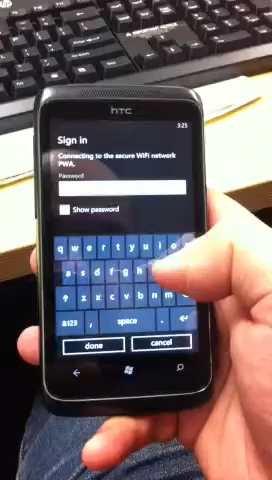 hp
htc
3:25
Sign in
Connecting to the secure WiFi network
PWA.
Password
Show password
q w e r t y u i o
a s d f g h
z x c v b n m
&123 , space .
done cancel